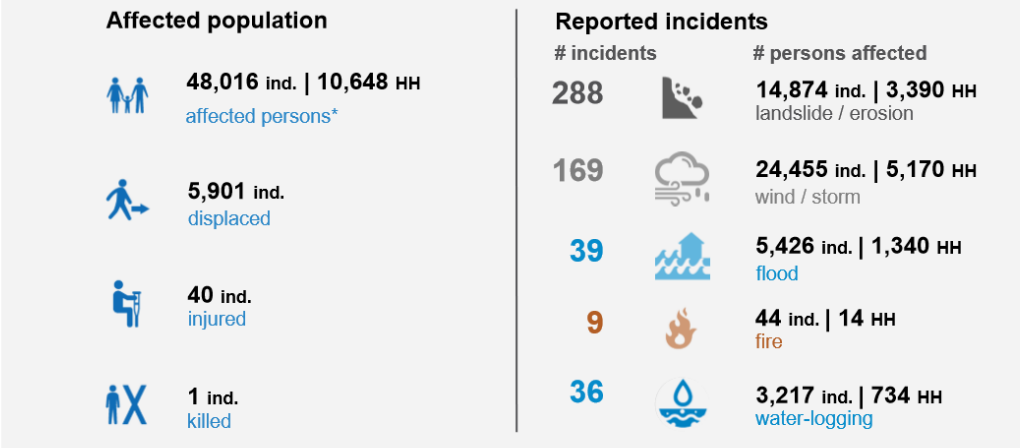 Affected population
48,016 ind. | 10,648 HH
affected persons*
5,901 ind.
displaced
40 ind.
injured
1 ind.
killed
Reported incidents
# incidents # persons affected
288 14,874 ind. | 3,390 HH
landslide / erosion
169 24,455 ind. | 5,170 HH
wind / storm
39 5,426 ind. | 1,340 HH
flood
9 44 ind. | 14 HH
fire
36 3,217 ind. | 734 HH
water-logging